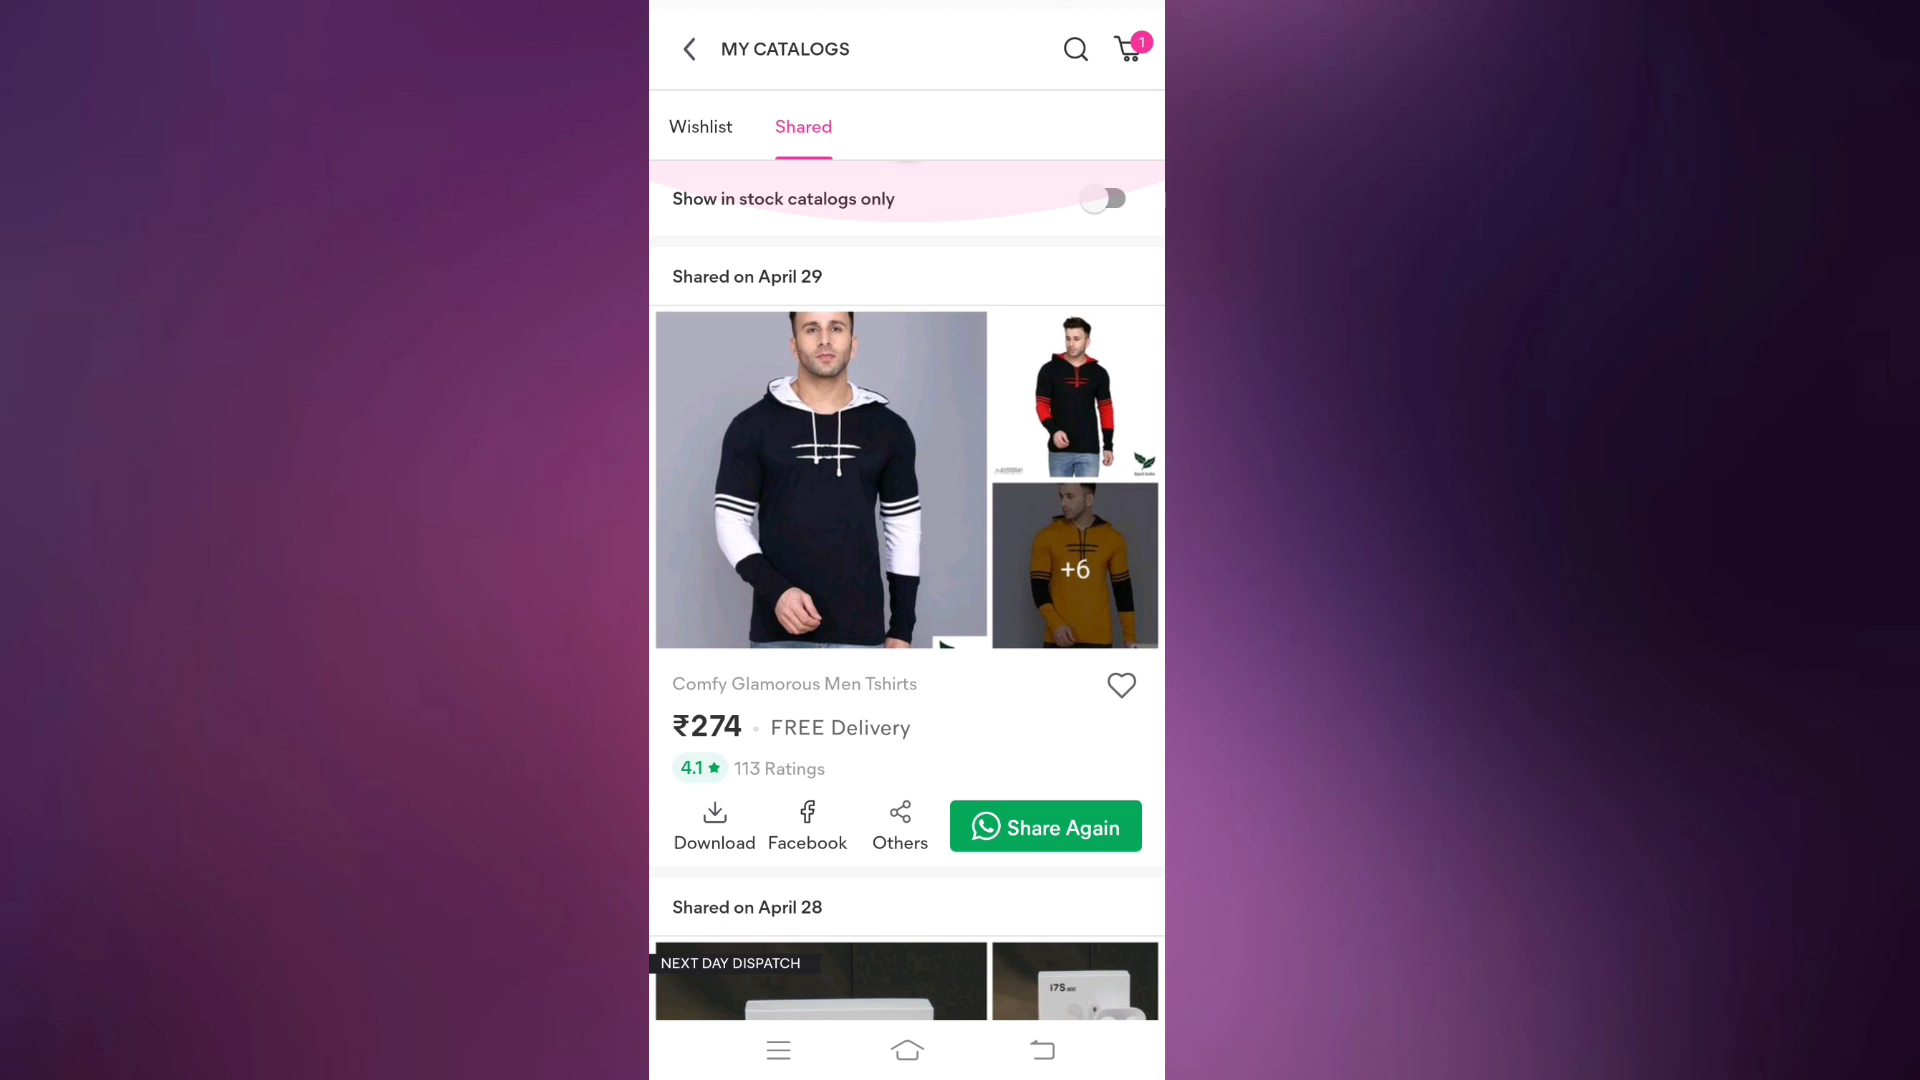 MY CATALOGS
1
Wishlist
Shared
Show in stock catalogs only
Shared on April 29
+6
Comfy Glamorous Men Tshirts
₹274 • FREE Delivery
4.1 ★ 113 Ratings
Download
Facebook
Others
Share Again
Shared on April 28
NEXT DAY DISPATCH
I7S